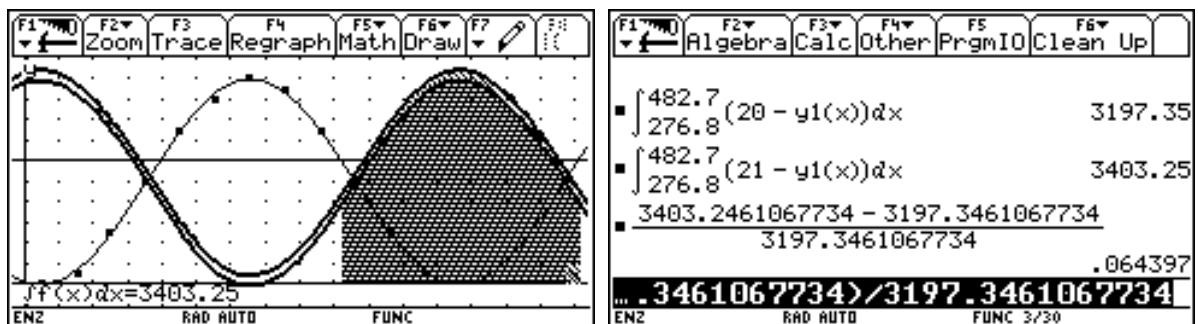 F1 F2 F3 F4 F5 F6 F7
Zoom Trace Regraph Math Draw
y
∫f(x)dx=3403.25
ENZ RAD AUTO FUNC
F1 F2 F3 F4 F5 F6
Algebra Calc Other PrgmIO Clean Up
∫482.7 276.8 (20 - y1(x))dx 3197.35
∫482.7 276.8 (21 - y1(x))dx 3403.25
3403.2461067734 - 3197.3461067734
3197.3461067734
.064397
….3461067734)/3197.3461067734
ENZ RAD AUTO FUNC 3/30